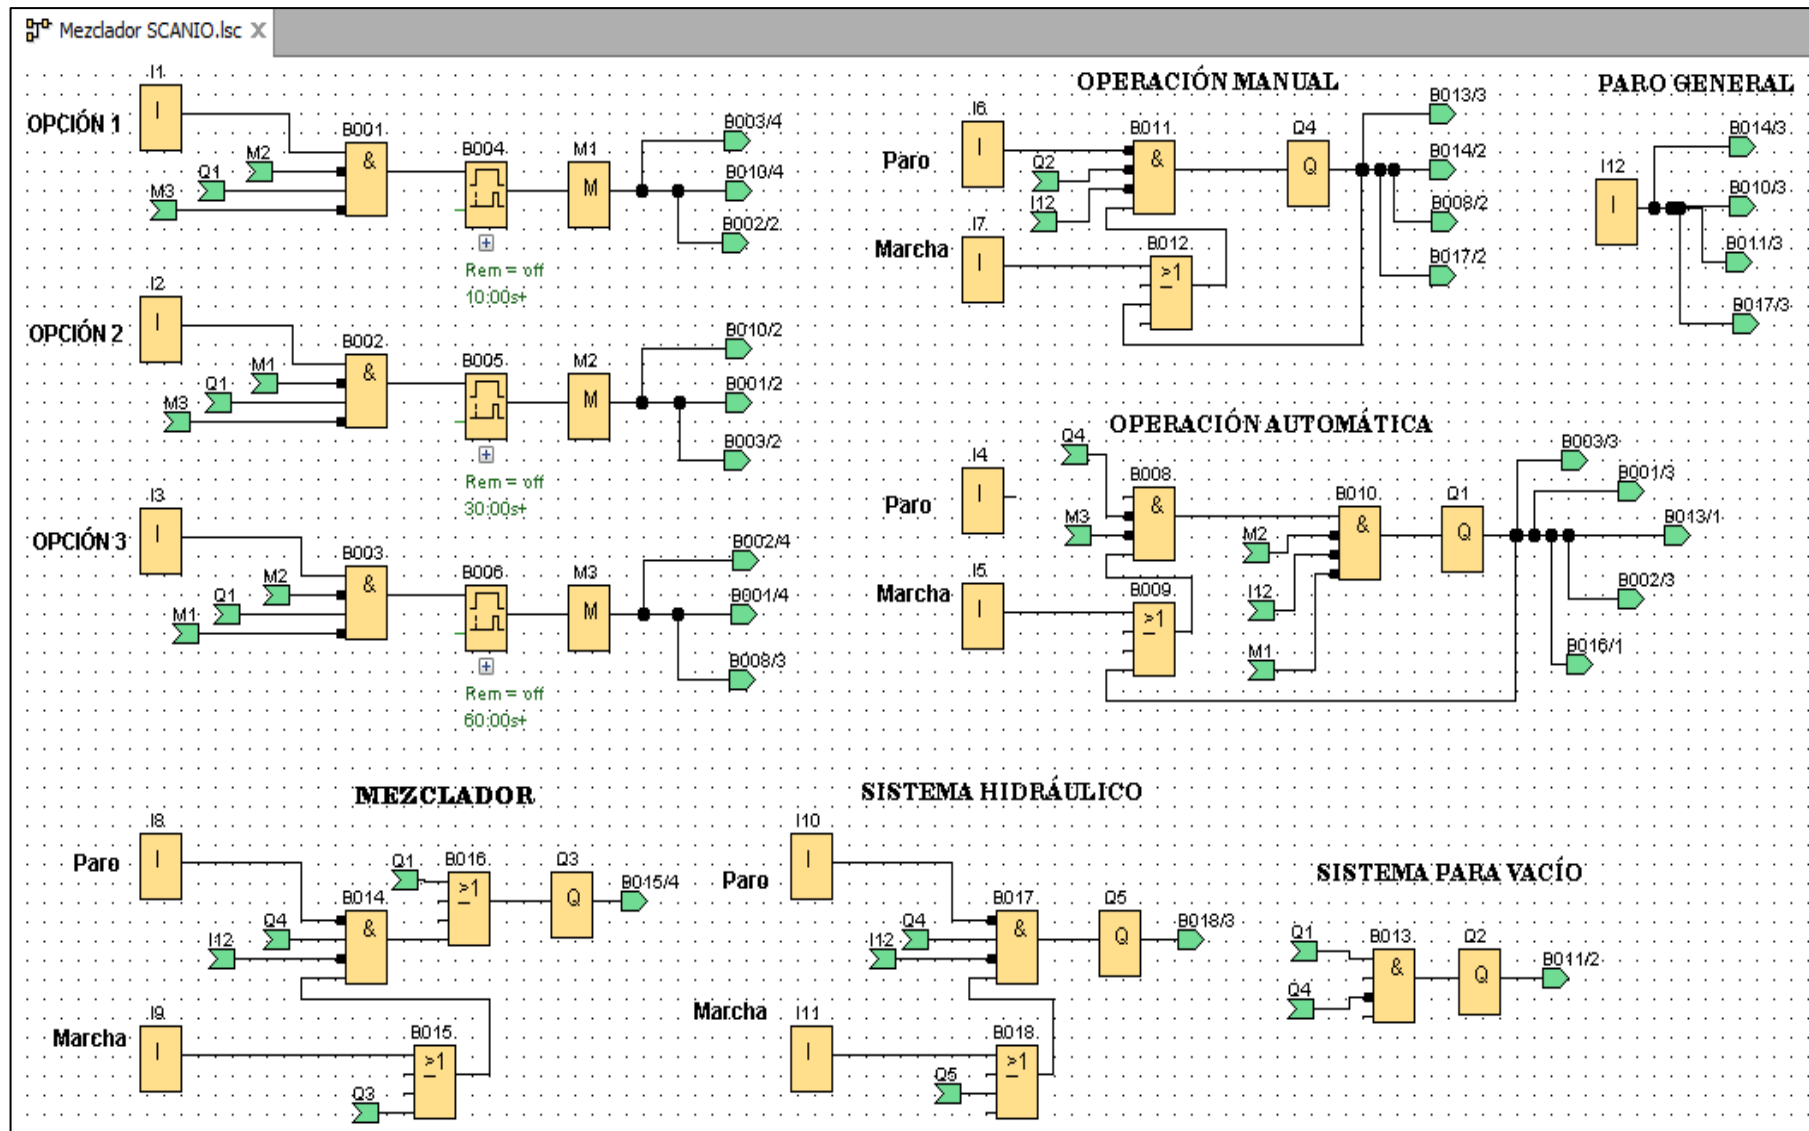 Mezclador SCANIO.lsc X
OPCIÓN 1
I1
I
M3
Q1
M2
B001
&
B004
Rem = off
10:00s+
M1
M
B003/4
B010/4
B002/2
OPCIÓN 2
I2
I
M3
Q1
M1
B002
&
B005
Rem = off
30:00s+
M2
M
B010/2
B001/2
B003/2
OPCIÓN 3
I3
I
M1
Q1
M2
B003
&
B006
Rem = off
60:00s+
M3
M
B002/4
B001/4
B008/3
OPERACIÓN MANUAL
Paro
I6
I
Q2
I12
Marcha
I7
I
B011
&
B012
≥1
Q4
Q
B013/3
B014/2
B008/2
B017/2
PARO GENERAL
I12
I
B014/3
B010/3
B011/3
B017/3
OPERACIÓN AUTOMÁTICA
Paro
I4
I
Q4
M3
Marcha
I5
I
B008
&
B009
≥1
M2
I12
M1
B010
&
Q1
Q
B003/3
B001/3
B013/1
B002/3
B016/1
MEZCLADOR
Paro
I8
I
Q4
I12
B014
&
Q1
B016
≥1
Q3
Q
B015/4
Marcha
I9
I
Q3
B015
≥1
SISTEMA HIDRÁULICO
Paro
I10
I
Q4
I12
B017
&
Q5
Q
B018/3
Marcha
I11
I
Q5
B018
≥1
SISTEMA PARA VACÍO
Q1
Q4
B013
&
Q2
Q
B011/2